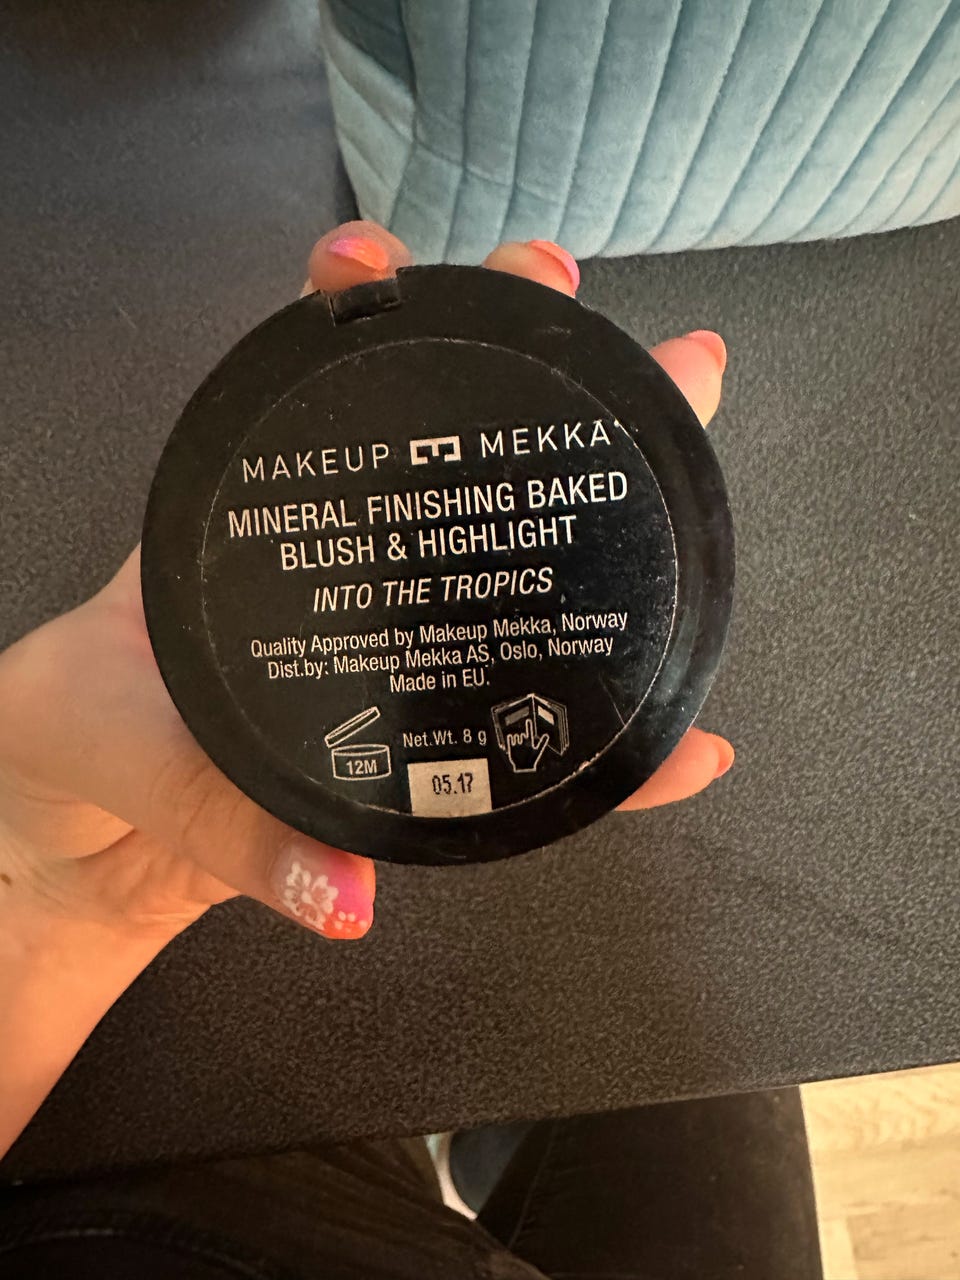 MAKEUP MEKKA
MINERAL FINISHING BAKED
BLUSH & HIGHLIGHT
INTO THE TROPICS
Quality Approved by Makeup Mekka, Norway
Dist.by: Makeup Mekka AS, Oslo, Norway
Made in EU.
12M
Net.Wt. 8 g
05.17